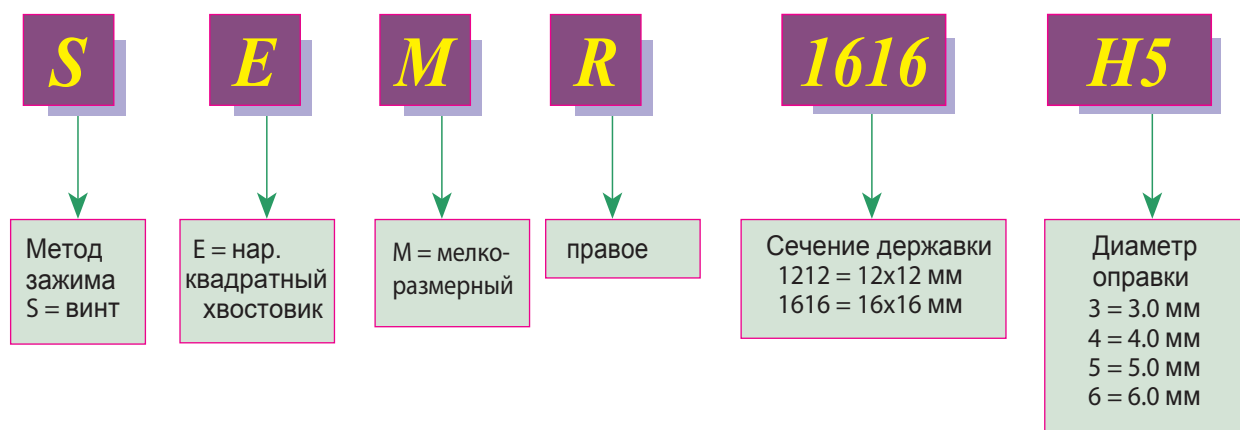 S E M R 1616 H5
Метод
зажима
S = винт
E = нар.
квадратный
хвостовик
M = мелко-
размерный
правое
Сечение державки
1212 = 12x12 мм
1616 = 16x16 мм
Диаметр
оправки
3 = 3.0 мм
4 = 4.0 мм
5 = 5.0 мм
6 = 6.0 мм